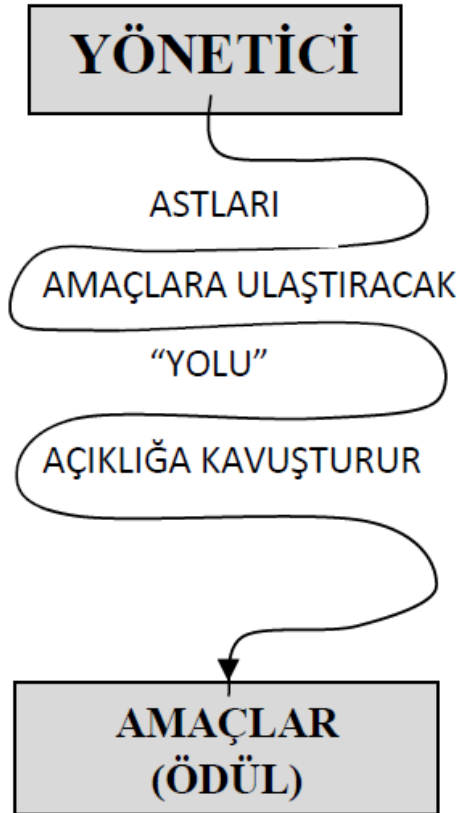 YÖNETİCİ
ASTLARI
AMAÇLARA ULAŞTIRACAK
“YOLU”
AÇIKLIĞA KAVUŞTURUR
AMAÇLAR
(ÖDÜL)